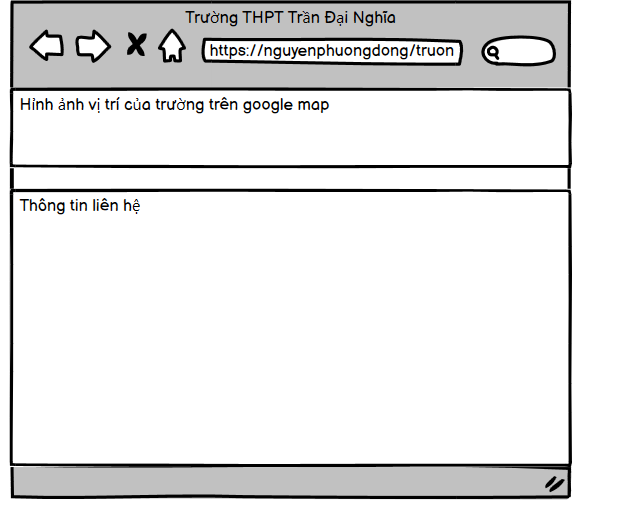 Trường THPT Trần Đại Nghĩa
https://nguyenphuongdong/truon
Hình ảnh vị trí của trường trên google map
Thông tin liên hệ